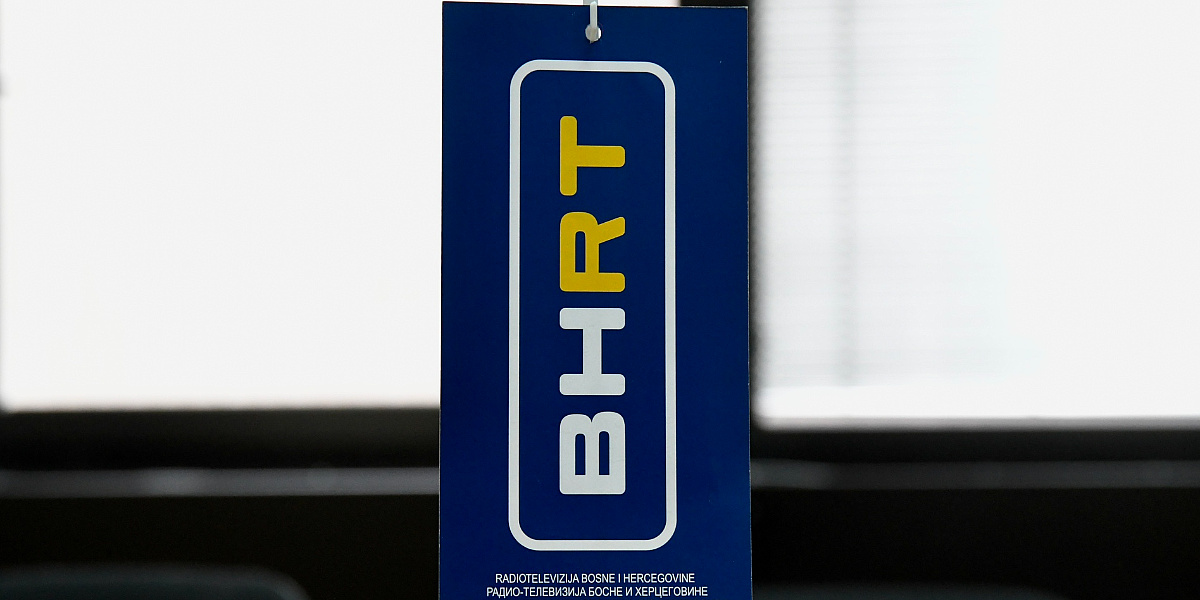 BHRT
RADIOTELEVIZIJA BOSNE I HERCEGOVINE
РАДИО-ТЕЛЕВИЗИЈА БОСНЕ И ХЕРЦЕГОВИНЕ